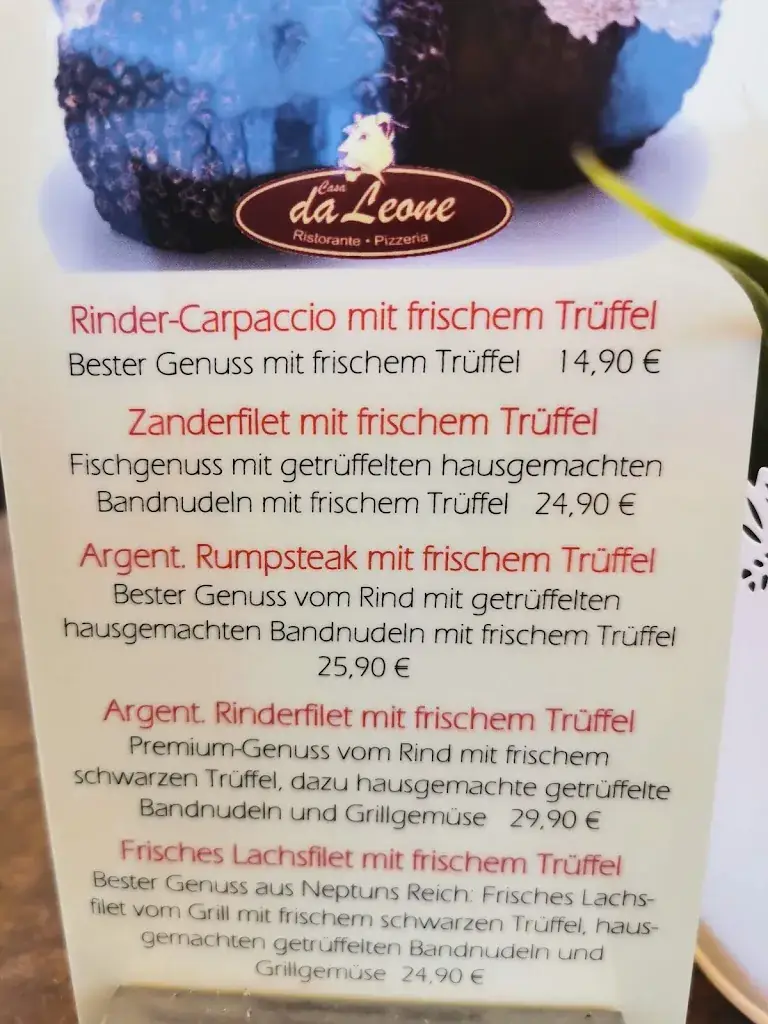 Casa
da Leone
Ristorante • Pizzeria
Rinder-Carpaccio mit frischem Trüffel
Bester Genuss mit frischem Trüffel 14,90 €
Zanderfilet mit frischem Trüffel
Fischgenuss mit getrüffelten hausgemachten
Bandnudeln mit frischem Trüffel 24,90 €
Argent. Rumpsteak mit frischem Trüffel
Bester Genuss vom Rind mit getrüffelten
hausgemachten Bandnudeln mit frischem Trüffel
25,90 €
Argent. Rinderfilet mit frischem Trüffel
Premium-Genuss vom Rind mit frischem
schwarzen Trüffel, dazu hausgemachte getrüffelte
Bandnudeln und Grillgemüse 29,90 €
Frisches Lachsfilet mit frischem Trüffel
Bester Genuss aus Neptuns Reich: Frisches Lachs-
filet vom Grill mit frischem schwarzen Trüffel, haus-
gemachten getrüffelten Bandnudeln und
Grillgemüse 24,90 €